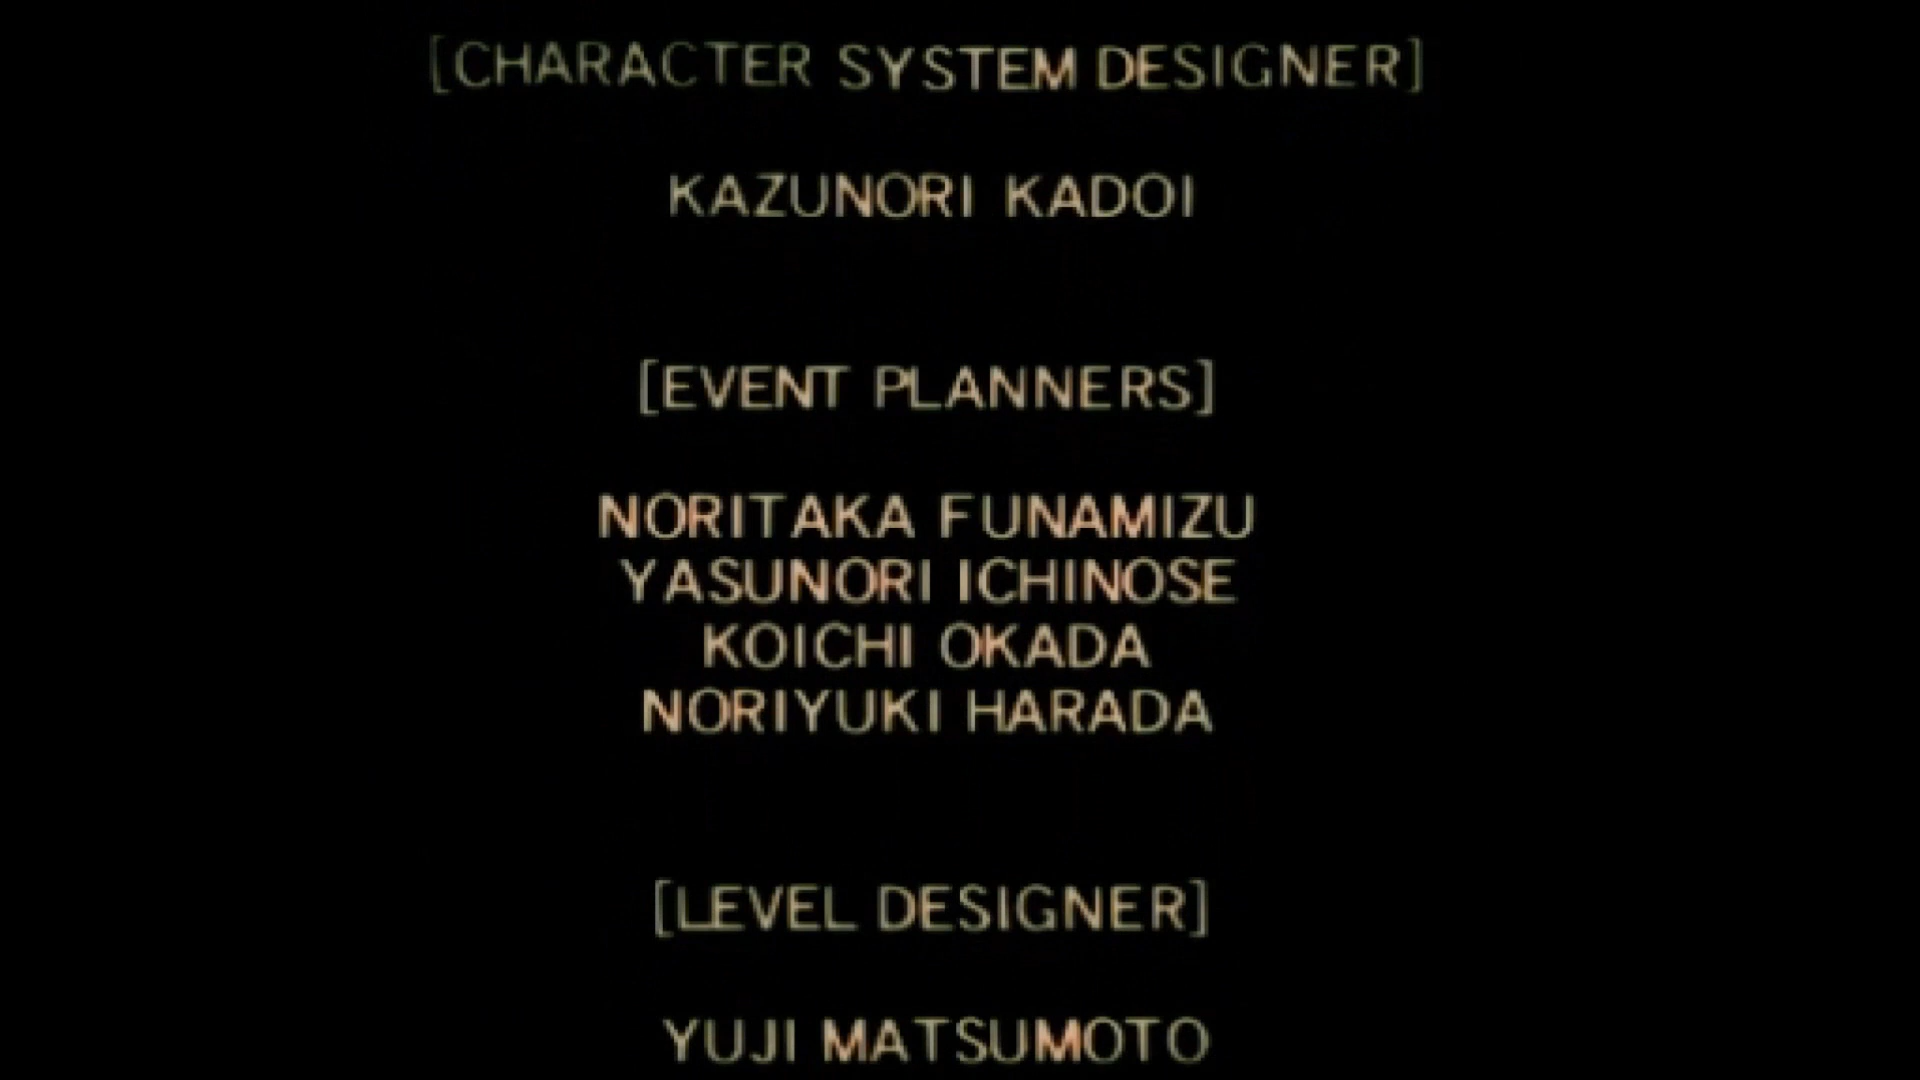 [CHARACTER SYSTEM DESIGNER]
KAZUNORI KADOI
[EVENT PLANNERS]
NORITAKA FUNAMIZU
YASUNORI ICHINOSE
KOICHI OKADA
NORIYUKI HARADA
[LEVEL DESIGNER]
YUJI MATSUMOTO